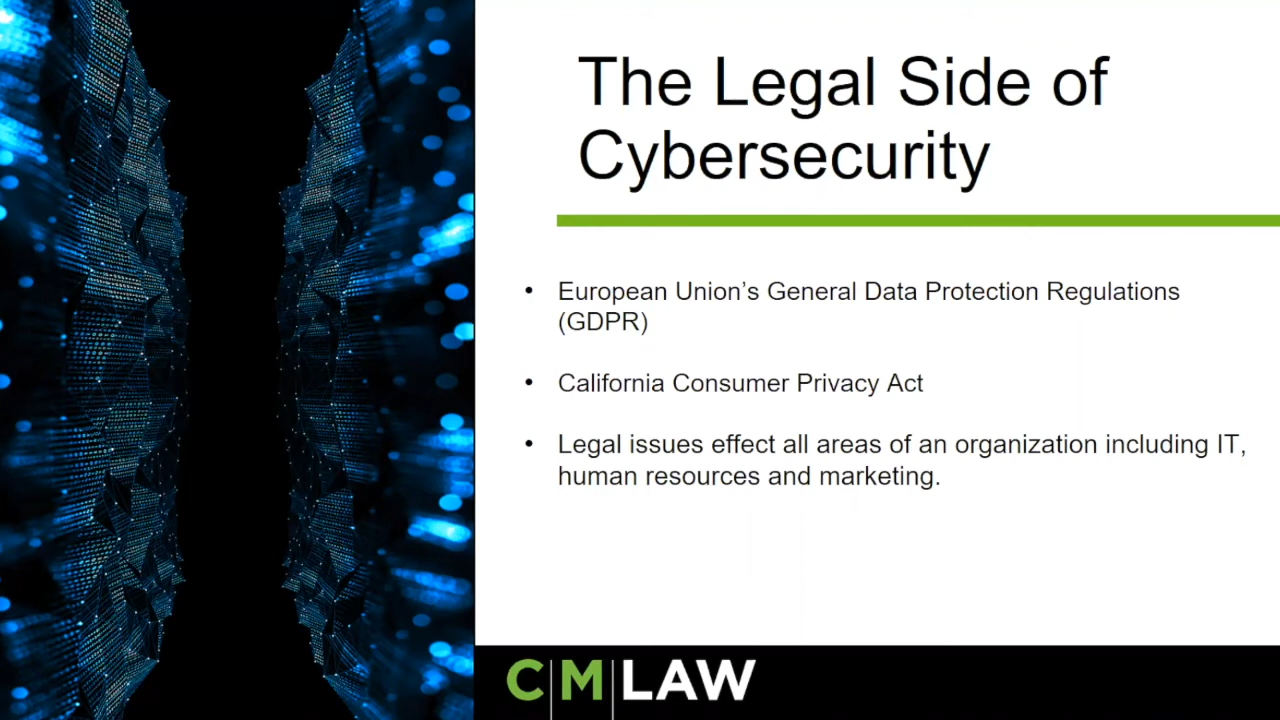 The Legal Side of
Cybersecurity
• European Union’s General Data Protection Regulations
(GDPR)
• California Consumer Privacy Act
• Legal issues effect all areas of an organization including IT,
human resources and marketing.
C|M|LAW